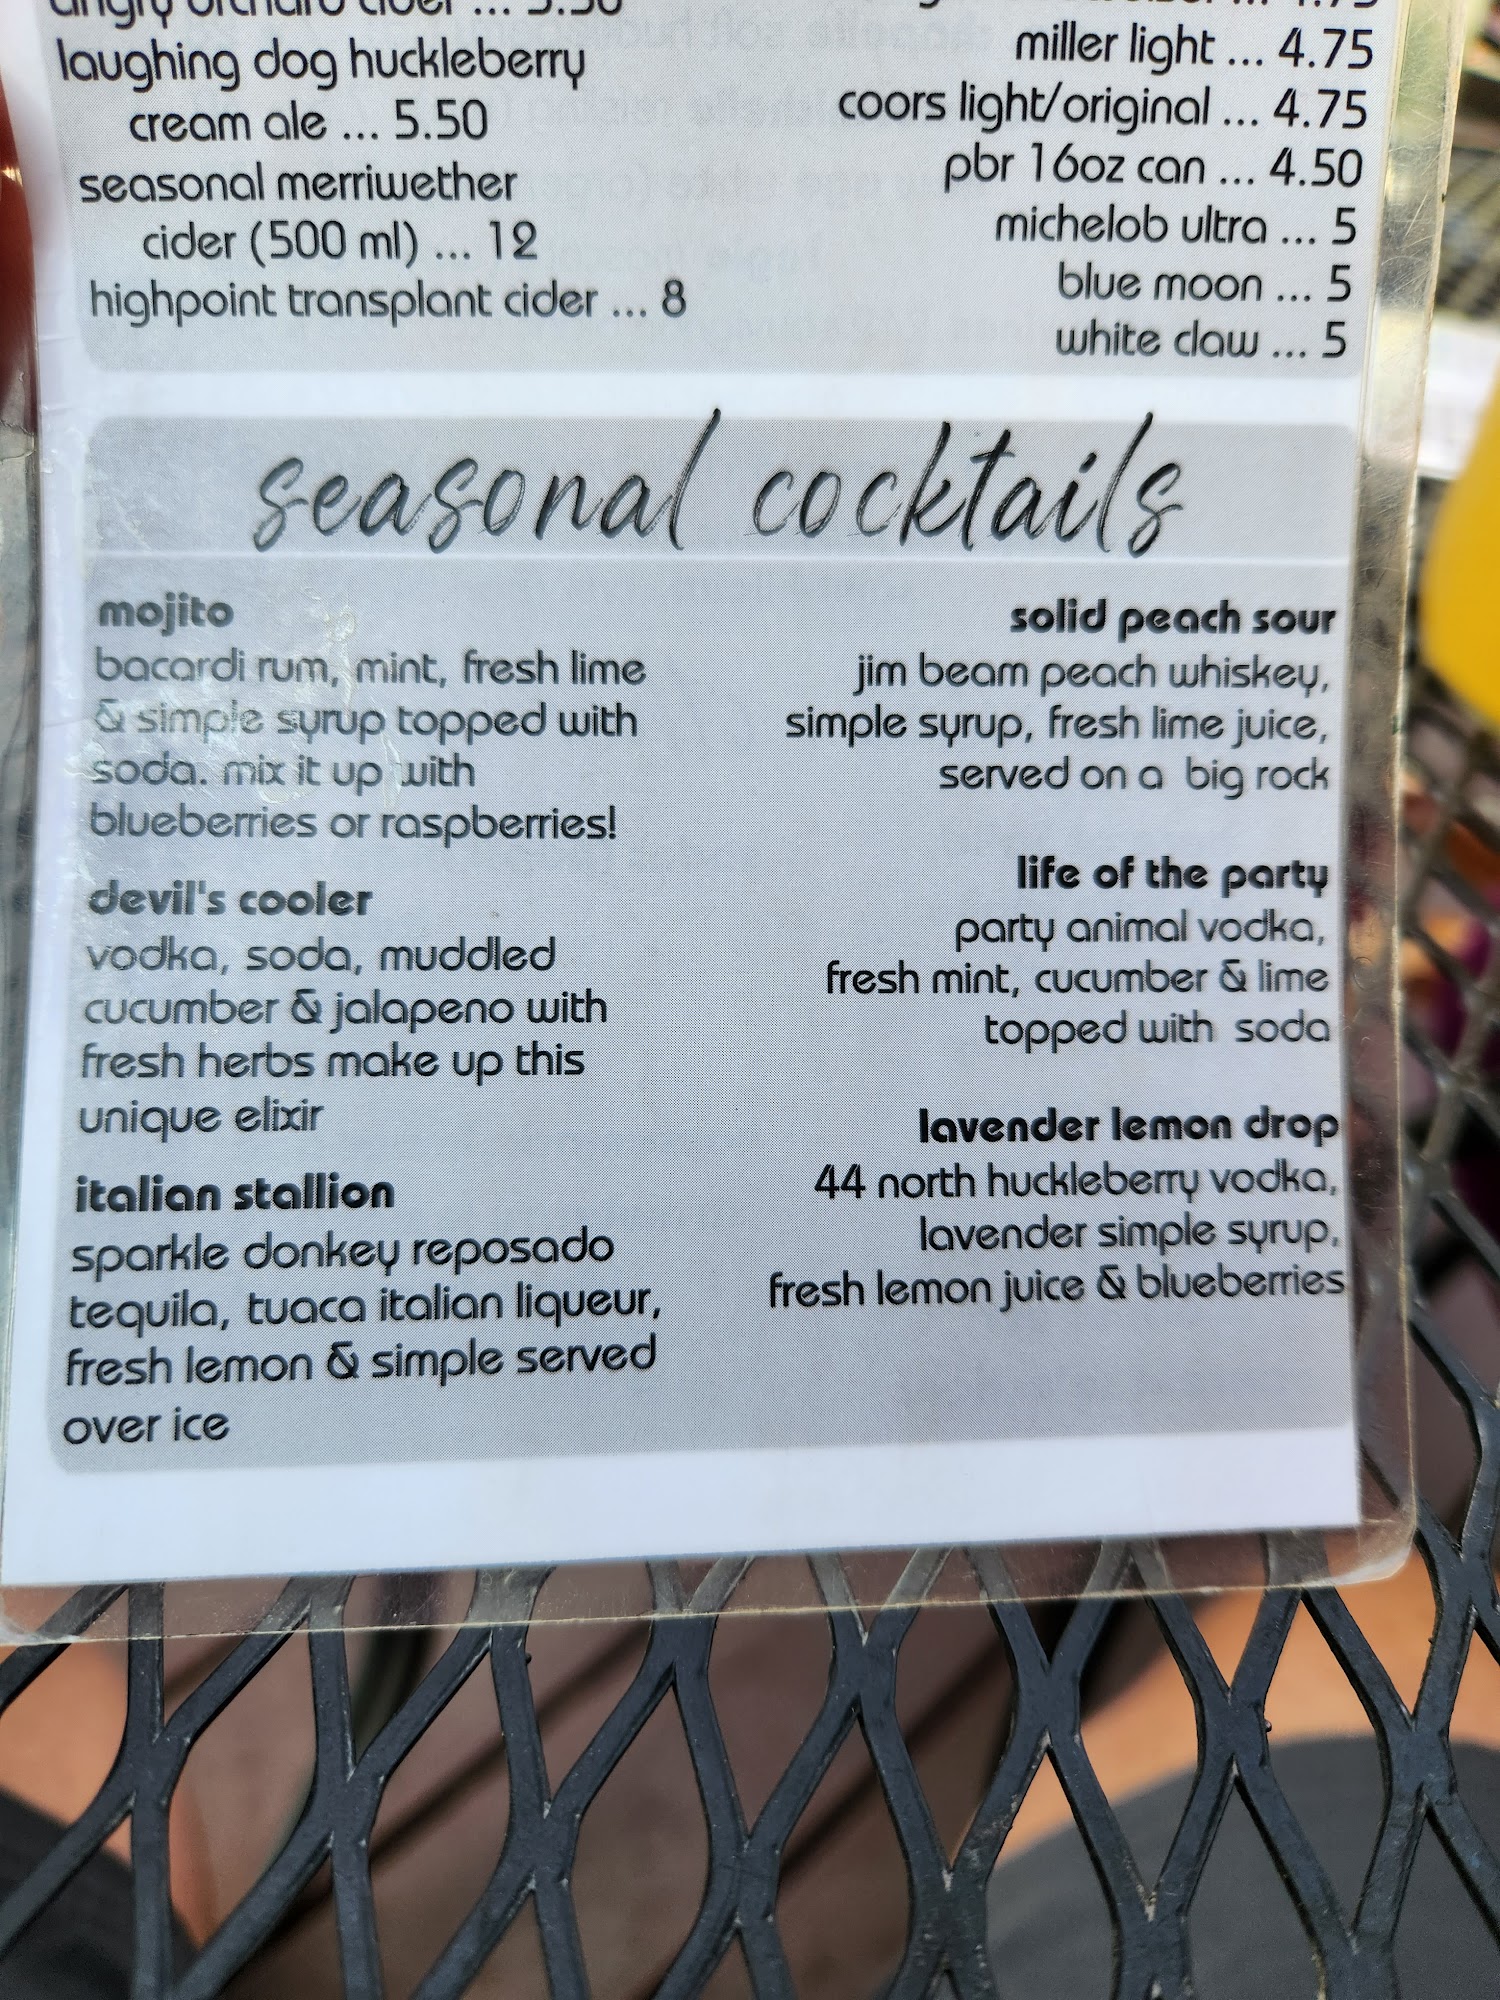 angry orchard cider ... 5.50
laughing dog huckleberry
cream ale ... 5.50
seasonal merriwether
cider (500 ml) ... 12
highpoint transplant cider ... 8
... 4.75
miller light ... 4.75
coors light/original ... 4.75
pbr 16oz can ... 4.50
michelob ultra ... 5
blue moon ... 5
white claw ... 5
seasonal cocktails
mojito
bacardi rum, mint, fresh lime
& simple syrup topped with
soda. mix it up with
blueberries or raspberries!
devil's cooler
vodka, soda, muddled
cucumber & jalapeno with
fresh herbs make up this
unique elixir
italian stallion
sparkle donkey reposado
tequila, tuaca italian liqueur,
fresh lemon & simple served
over ice
solid peach sour
jim beam peach whiskey,
simple syrup, fresh lime juice,
served on a big rock
life of the party
party animal vodka,
fresh mint, cucumber & lime
topped with soda
lavender lemon drop
44 north huckleberry vodka,
lavender simple syrup,
fresh lemon juice & blueberries